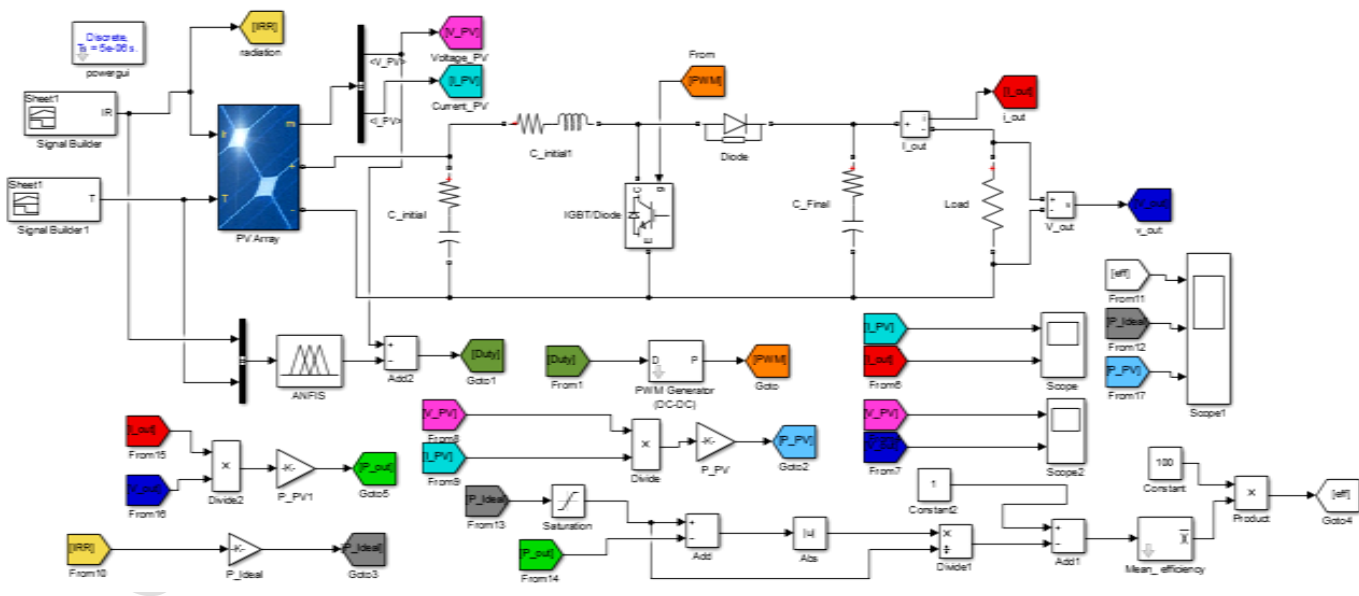 Discrete,
Ts = 5e-06 s.
powergui
[IRR]
radiation
[V_PV]
Voltage_PV
<V_PV>
[I_PV]
Current_PV
<I_PV>
Sheet1
IR
Signal Builder
Sheet1
T
Signal Builder1
Ir
T
m
+
-
PV Array
C_initial
C_initial1
From
[PWM]
g
C
E
IGBT/Diode
Diode
C_Final
+
-
i
I_out
[I_out]
i_out
Load
+
-
v
V_out
[V_out]
v_out
ANFIS
+
-
Add2
[Duty]
Goto1
[Duty]
From1
D
P
PWM Generator
(DC-DC)
[PWM]
Goto
[I_PV]
[I_out]
From6
Scope
[eff]
From11
[P_Ideal]
From12
[P_PV]
From17
Scope1
[I_out]
From15
[V_out]
From16
×
Divide2
-K-
P_PV1
[P_out]
Goto5
[V_PV]
From8
[I_PV]
From9
×
Divide
-K-
P_PV
[P_PV]
Goto2
[V_PV]
From7
Scope2
[IRR]
From10
-K-
P_Ideal
[P_Ideal]
Goto3
[P_Ideal]
From13
Saturation
[P_out]
From14
+
-
Add
|u|
Abs
×
÷
Divide1
1
Constant2
+
-
Add1
Mean_ efficiency
100
Constant
×
Product
[eff]
Goto4